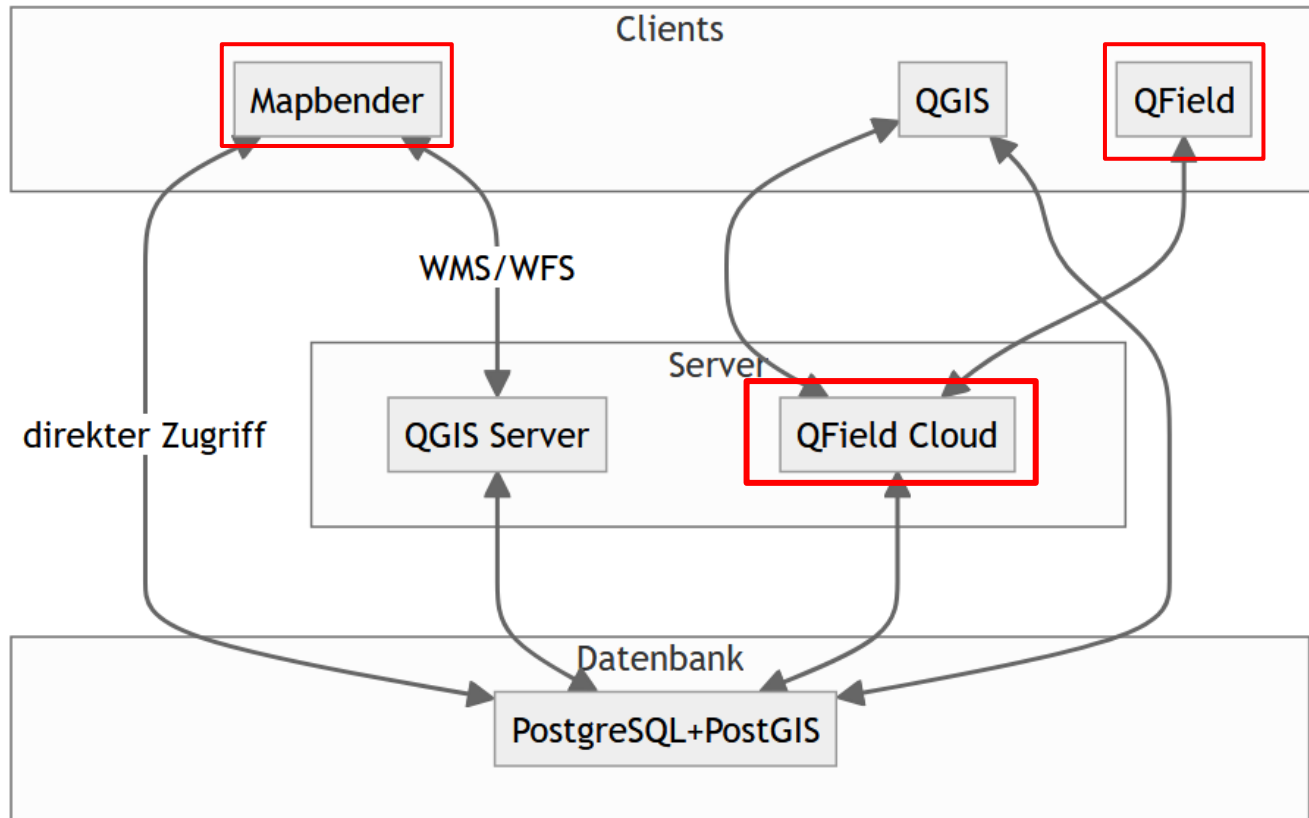 Clients
Mapbender
QGIS
QField
WMS/WFS
Server
direkter Zugriff
QGIS Server
QField Cloud
Datenbank
PostgreSQL+PostGIS